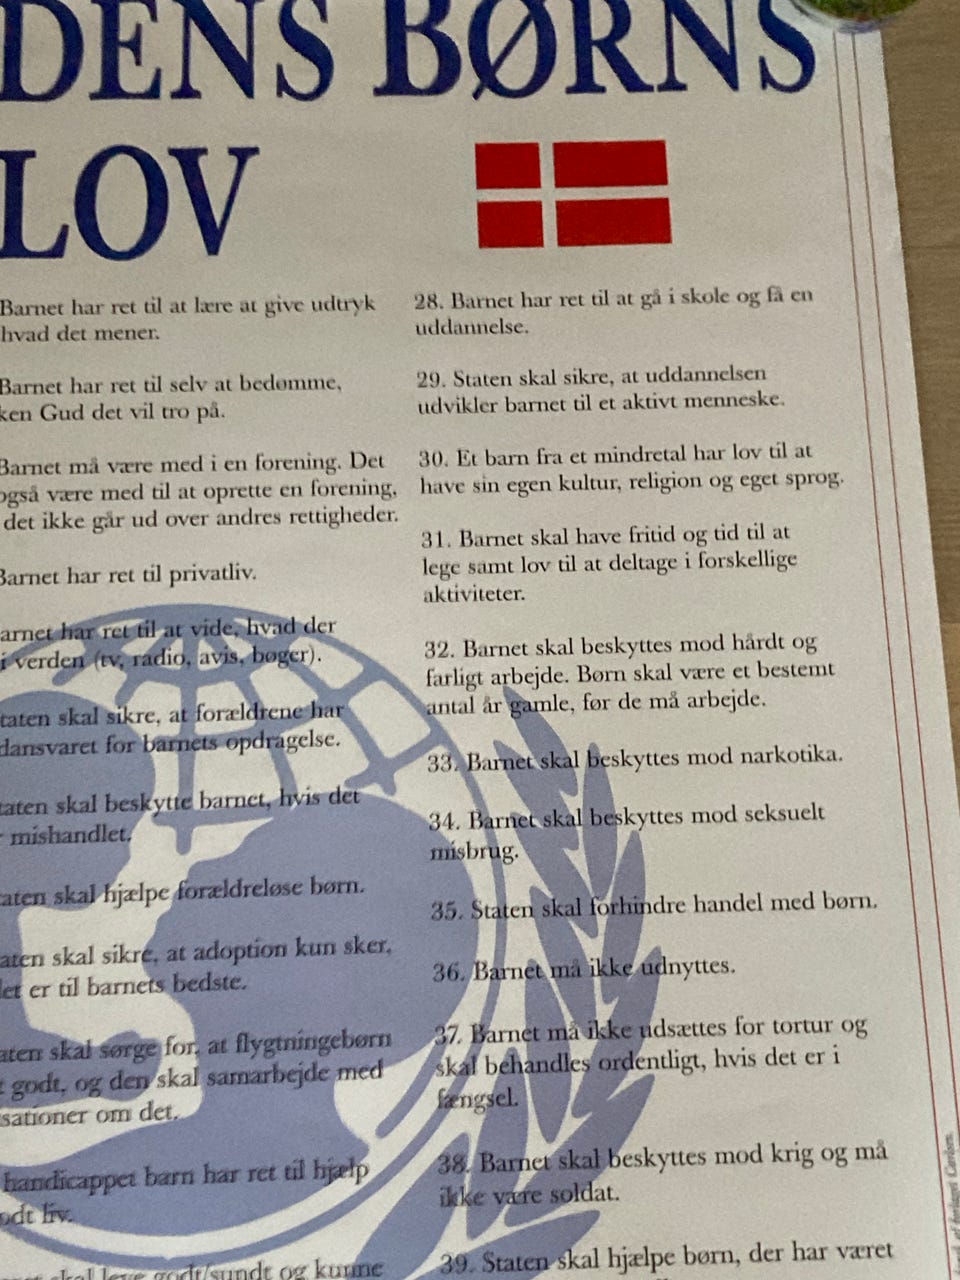 DENS BØRNS
LOV
Barnet har ret til at lære at give udtryk
hvad det mener.
Barnet har ret til selv at bedømme,
ken Gud det vil tro på.
Barnet må være med i en forening. Det
også være med til at oprette en forening,
det ikke går ud over andres rettigheder.
Barnet har ret til privatliv.
arnet har ret til at vide, hvad der
i verden (tv, radio, avis, bøger).
taten skal sikre, at forældrene har
dansvaret for barnets opdragelse.
taten skal beskytte barnet, hvis det
mishandlet.
aten skal hjælpe forældreløse børn.
aten skal sikre, at adoption kun sker,
et er til barnets bedste.
aten skal sørge for, at flygtningebørn
t godt, og den skal samarbejde med
sationer om det.
handicappet barn har ret til hjælp
odt liv.
skal leve godt/sundt og kunne
28. Barnet har ret til at gå i skole og få en
uddannelse.
29. Staten skal sikre, at uddannelsen
udvikler barnet til et aktivt menneske.
30. Et barn fra et mindretal har lov til at
have sin egen kultur, religion og eget sprog.
31. Barnet skal have fritid og tid til at
lege samt lov til at deltage i forskellige
aktiviteter.
32. Barnet skal beskyttes mod hårdt og
farligt arbejde. Børn skal være et bestemt
antal år gamle, før de må arbejde.
33. Barnet skal beskyttes mod narkotika.
34. Barnet skal beskyttes mod seksuelt
misbrug.
35. Staten skal forhindre handel med børn.
36. Barnet må ikke udnyttes.
37. Barnet må ikke udsættes for tortur og
skal behandles ordentligt, hvis det er i
fængsel.
38. Barnet skal beskyttes mod krig og må
ikke være soldat.
39. Staten skal hjælpe børn, der har været
af forlaget Carlsen.